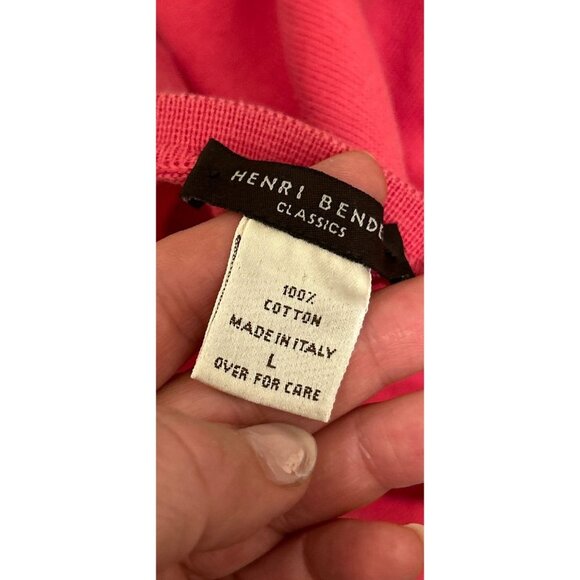 HENRI BENDE
CLASSICS
100%
COTTON
MADE IN ITALY
L
OVER FOR CARE